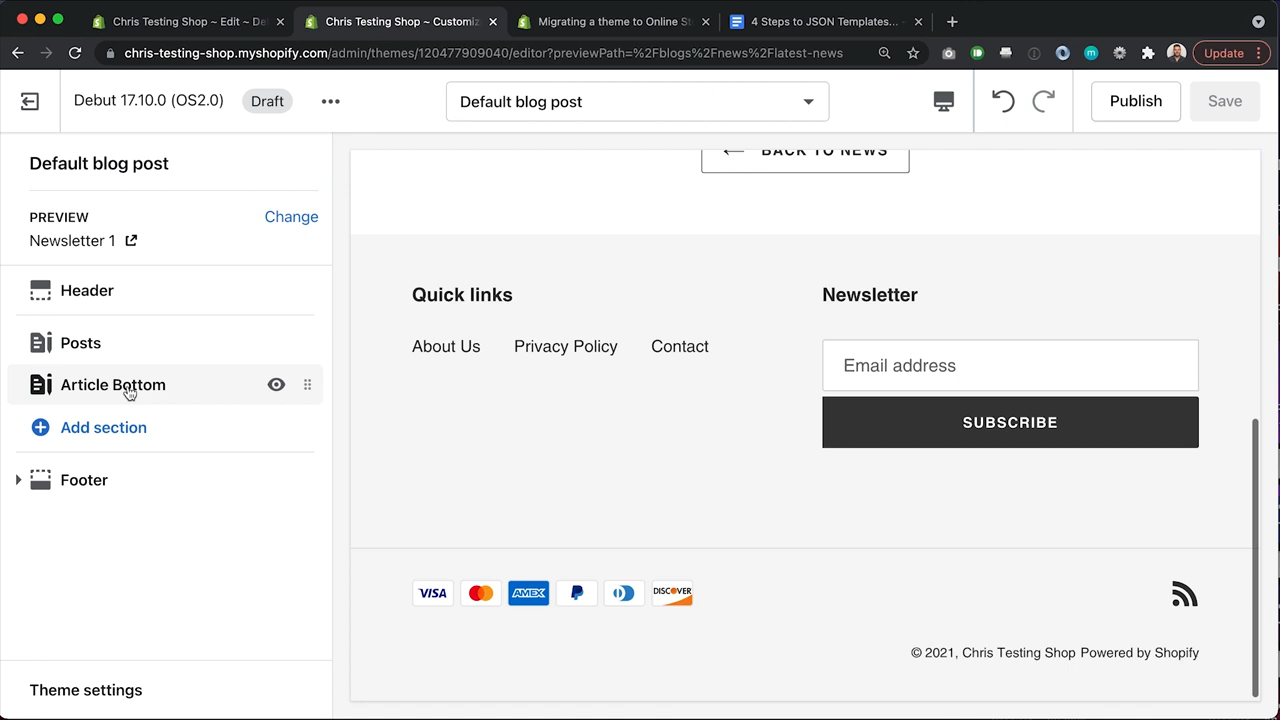 Chris Testing Shop ~ Edit ~ De
Chris Testing Shop ~ Customiz
Migrating a theme to Online St
4 Steps to JSON Templates... -
chris-testing-shop.myshopify.com/admin/themes/120477909040/editor?previewPath=%2Fblogs%2Fnews%2Flatest-news
Update
Debut 17.10.0 (OS2.0)
Draft
Default blog post
Publish
Save
Default blog post
PREVIEW
Change
Newsletter 1
Header
Posts
Article Bottom
Add section
Footer
Theme settings
BACK TO NEWS
Quick links
Newsletter
About Us
Privacy Policy
Contact
Email address
SUBSCRIBE
VISA
AMEX
DISCOVER
© 2021, Chris Testing Shop Powered by Shopify